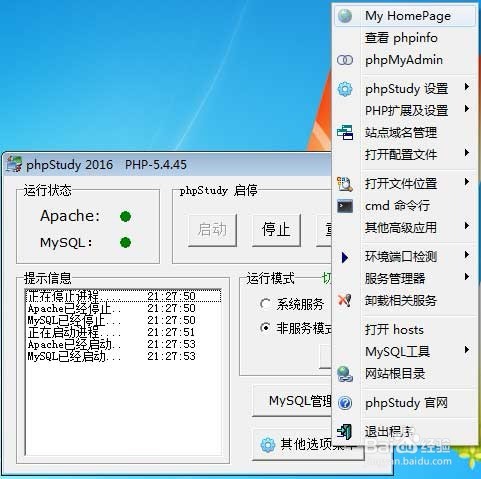 My HomePage
查看 phpinfo
phpMyAdmin
phpStudy 设置
PHP扩展及设置
站点域名管理
打开配置文件
打开文件位置
cmd 命令行
其他高级应用
环境端口检测
服务管理器
卸载相关服务
打开 hosts
MySQL工具
网站根目录
phpStudy 官网
退出程序
phpStudy 2016 PHP-5.4.45
运行状态
Apache:
MySQL:
phpStudy 启停
启动
停止
提示信息
正在停止进程.... 21:27:50
Apache已经停止.. 21:27:50
MySQL已经停止... 21:27:50
正在启动进程.... 21:27:51
Apache已经启动.. 21:27:53
MySQL已经启动... 21:27:53
运行模式
系统服务
非服务模式
MySQL管理
其他选项菜单
Baidu 经验
jingyan.baidu.com